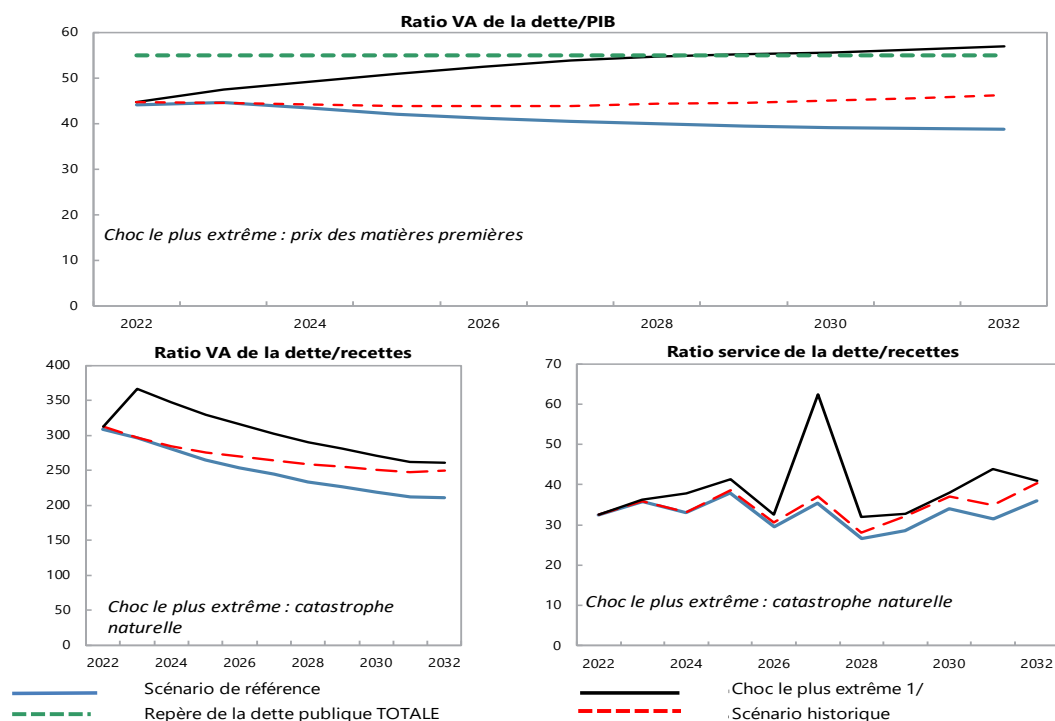 Ratio VA de la dette/PIB
60
50
40
30
20
10
0
Choc le plus extrême : prix des matières premières
2022 2024 2026 2028 2030 2032
Ratio VA de la dette/recettes
400
350
300
250
200
150
100
50
0
Choc le plus extrême : catastrophe
naturelle
2022 2024 2026 2028 2030 2032
Ratio service de la dette/recettes
70
60
50
40
30
20
10
0
Choc le plus extrême : catastrophe naturelle
2022 2024 2026 2028 2030 2032
Scénario de référence
Repère de la dette publique TOTALE
Choc le plus extrême 1/
Scénario historique